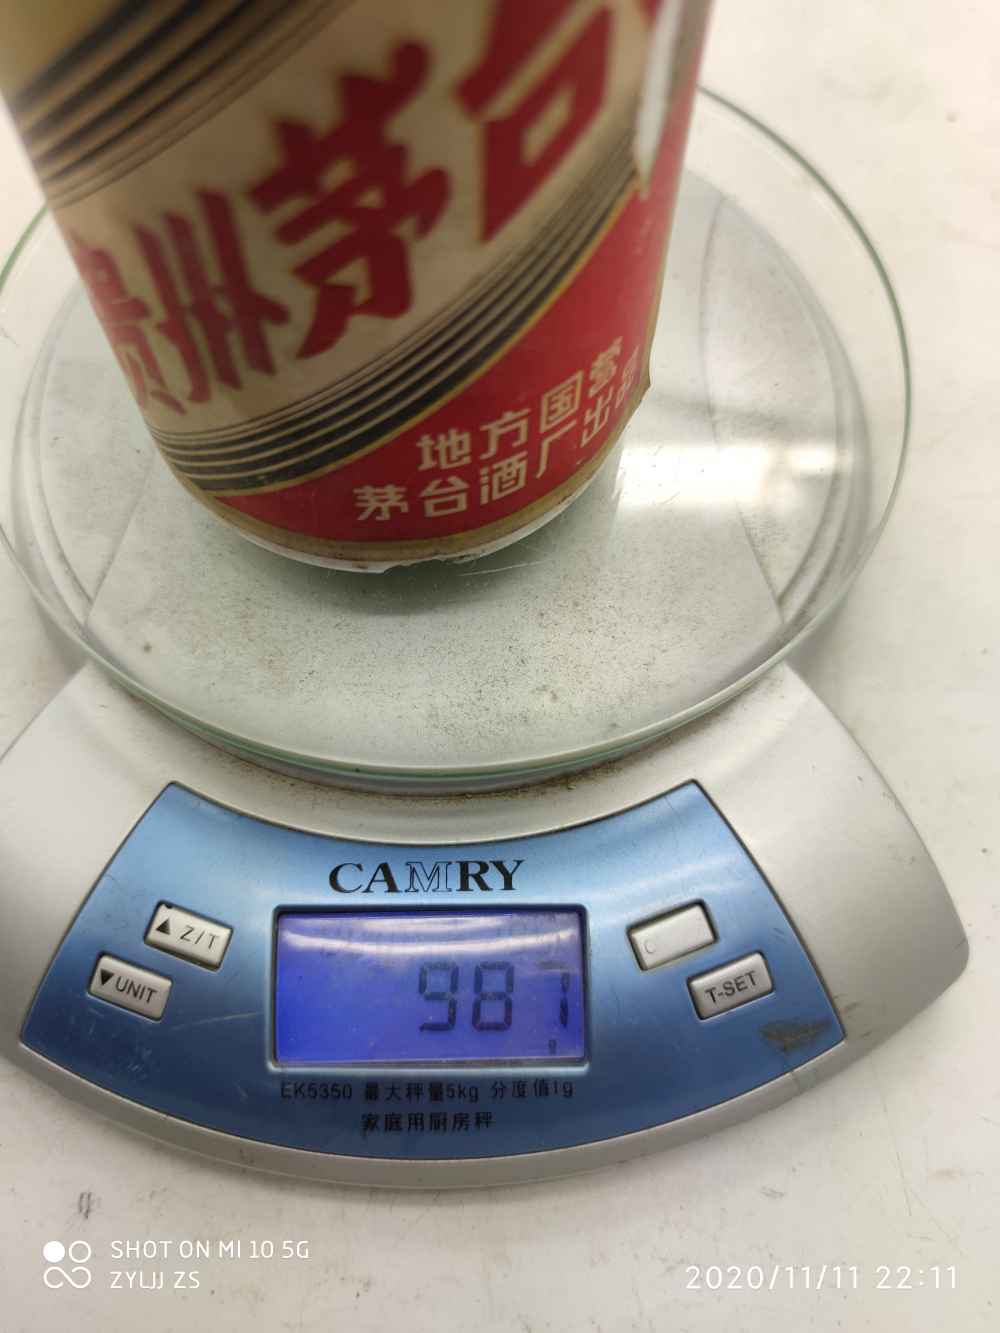 贵州茅台
地方国营
茅台酒厂出品
CAMRY
▲ Z/T
▼UNIT
T-SET
987
g
EK5350 最大秤量5kg 分度值1g
家庭用厨房秤
SHOT ON MI 10 5G
ZYLJJ ZS
2020/11/11 22:11